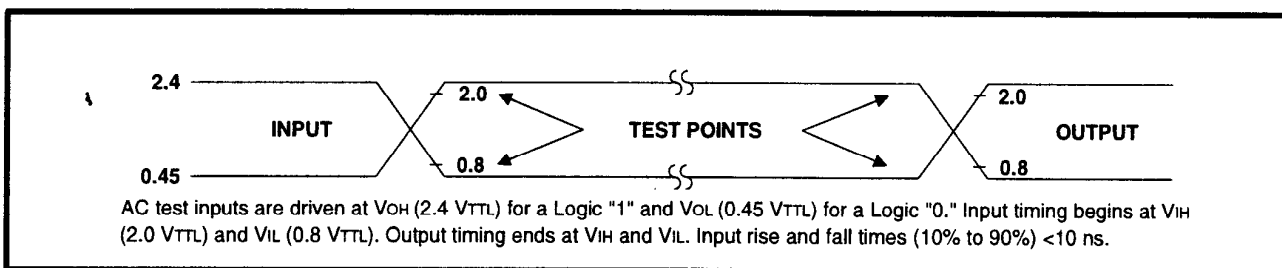 2.4
2.0
2.0
INPUT
TEST POINTS
OUTPUT
0.8
0.8
0.45
AC test inputs are driven at VOH (2.4 VTTL) for a Logic "1" and VOL (0.45 VTTL) for a Logic "0." Input timing begins at VIH
(2.0 VTTL) and VIL (0.8 VTTL). Output timing ends at VIH and VIL. Input rise and fall times (10% to 90%) <10 ns.